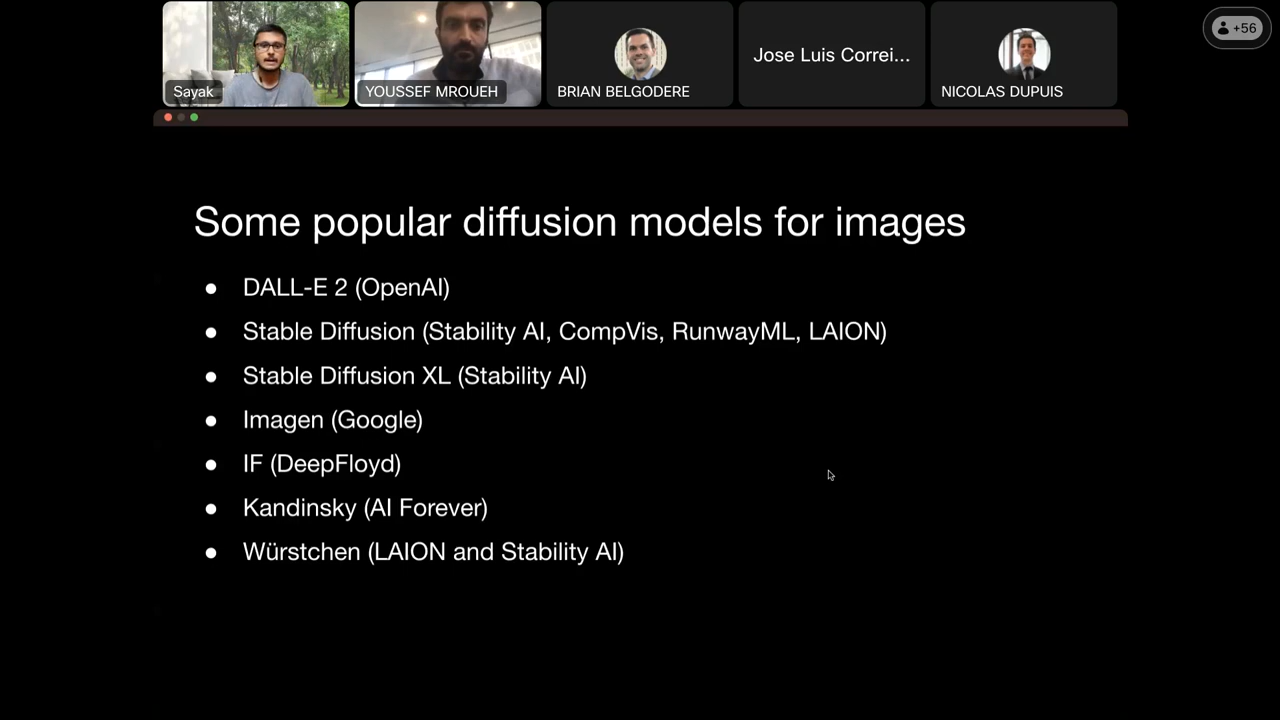 +56
Sayak
YOUSSEF MROUEH
BRIAN BELGODERE
Jose Luis Correi...
NICOLAS DUPUIS
Some popular diffusion models for images
● DALL-E 2 (OpenAI)
● Stable Diffusion (Stability AI, CompVis, RunwayML, LAION)
● Stable Diffusion XL (Stability AI)
● Imagen (Google)
● IF (DeepFloyd)
● Kandinsky (AI Forever)
● Würstchen (LAION and Stability AI)